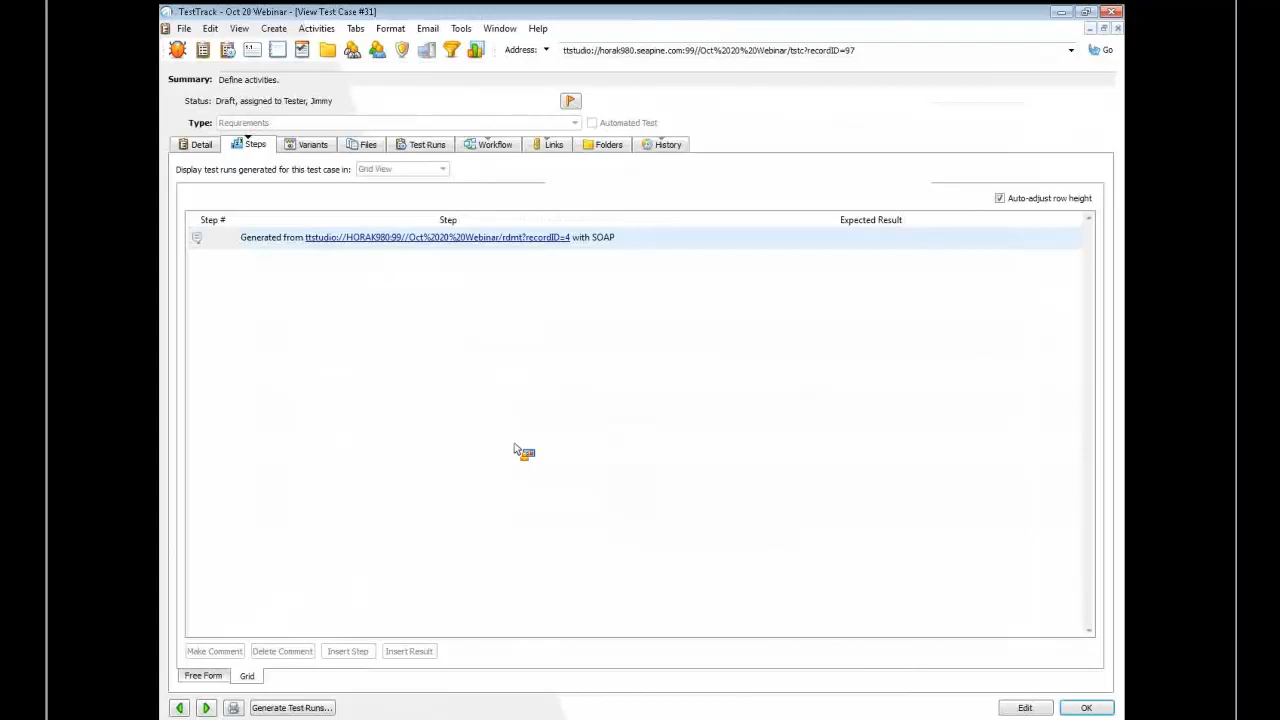 TestTrack - Oct 20 Webinar - [View Test Case #31]
File Edit View Create Activities Tabs Format Email Tools Window Help
Address: ttstudio://horak980.seapine.com:99//Oct%2020%20Webinar/tstc?recordID=97 Go
Summary: Define activities.
Status: Draft, assigned to Tester, Jimmy
Type: Requirements Automated Test
Detail Steps Variants Files Test Runs Workflow Links Folders History
Display test runs generated for this test case in: Grid View
Auto-adjust row height
Step # Step Expected Result
Generated from ttstudio://HORAK980:99//Oct%2020%20Webinar/rdmt?recordID=4 with SOAP
Make Comment Delete Comment Insert Step Insert Result
Free Form Grid
Generate Test Runs... Edit OK